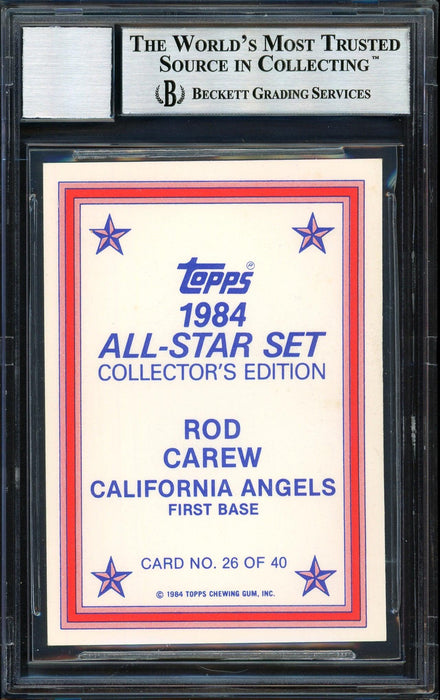 THE WORLD'S MOST TRUSTED
SOURCE IN COLLECTING™
B BECKETT GRADING SERVICES
TOPPS®
1984
ALL-STAR SET
COLLECTOR'S EDITION
ROD
CAREW
CALIFORNIA ANGELS
FIRST BASE
CARD NO. 26 OF 40
© 1984 TOPPS CHEWING GUM, INC.